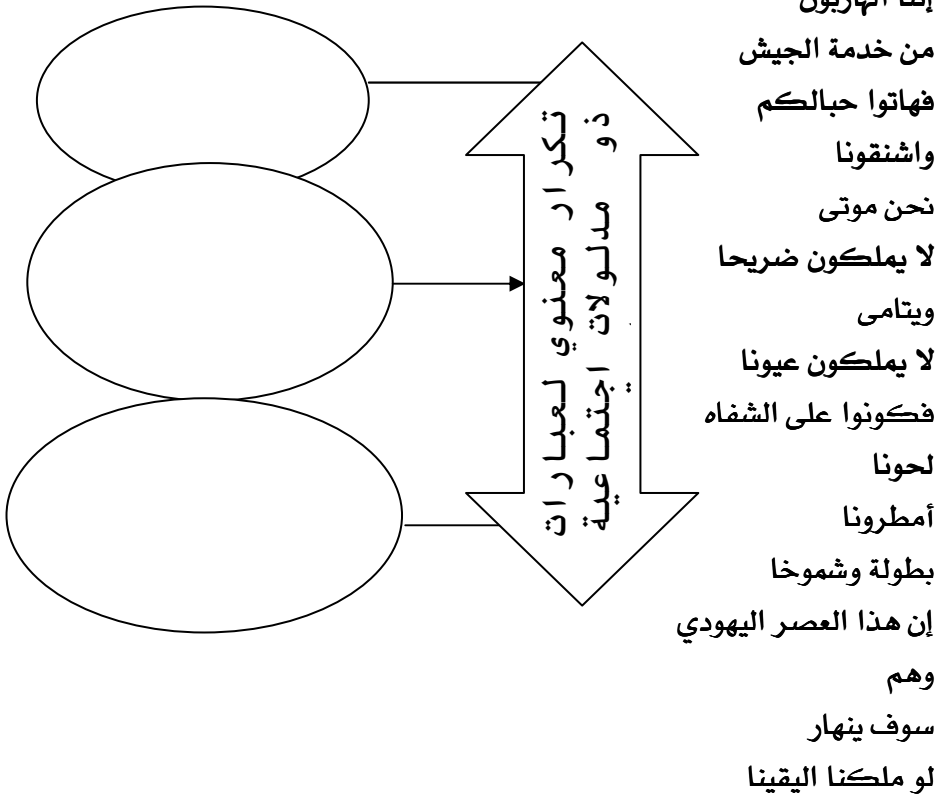 إننا الهاربون
من خدمة الجيش
فهاتوا حبالكم
واشنقونا
نحن موتى
لا يملكون ضريحا
ويتامى
لا يملكون عيونا
فكونوا على الشفاه
لحونا
أمطرونا
بطولة وشموخا
إن هذا العصر اليهودي
وهم
سوف ينهار
لو ملكنا اليقينا
تكرار معنوي لعبارات
ذو مدلولات اجتماعية